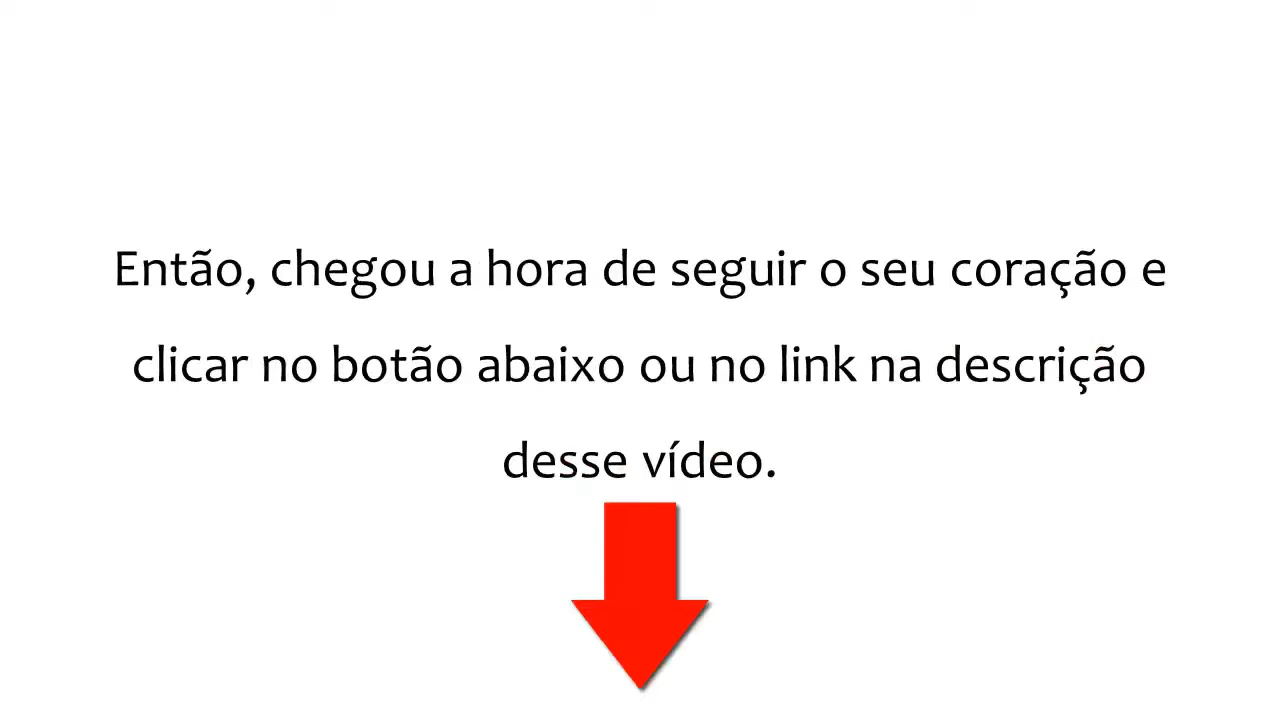 Então, chegou a hora de seguir o seu coração e
clicar no botão abaixo ou no link na descrição
desse vídeo.